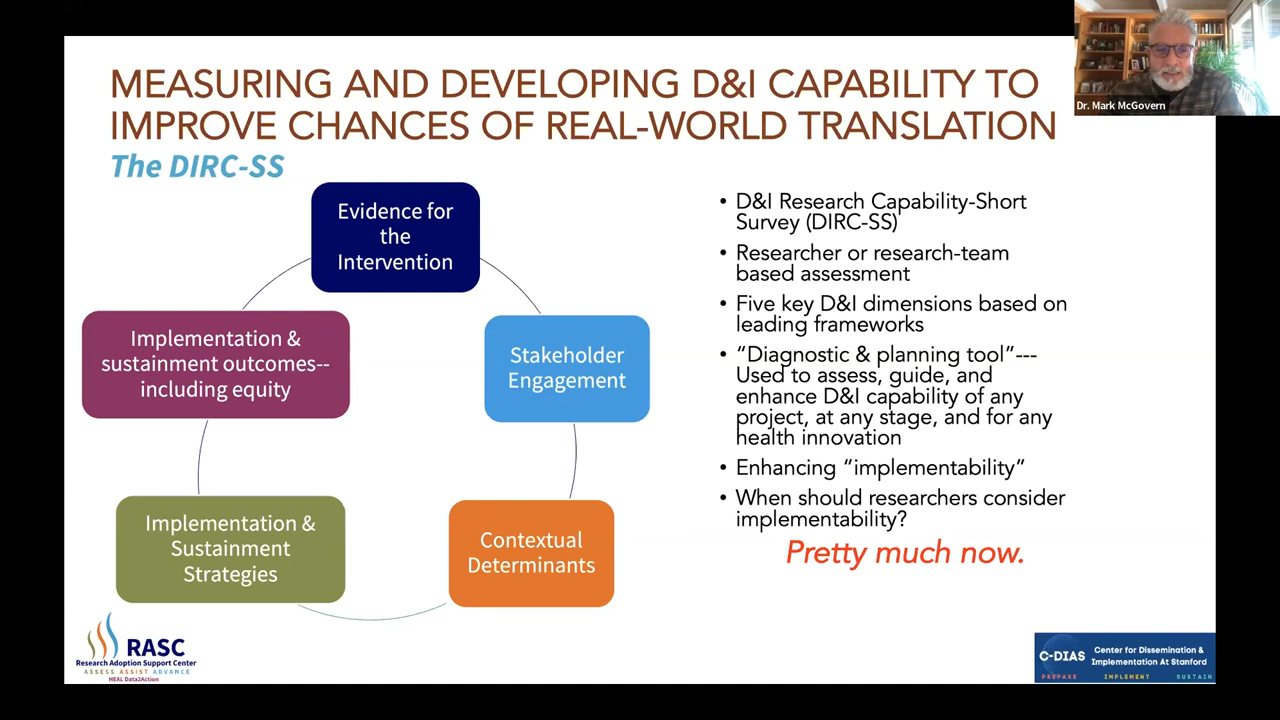 MEASURING AND DEVELOPING D&I CAPABILITY TO
IMPROVE CHANCES OF REAL-WORLD TRANSLATION
The DIRC-SS
Evidence for
the
Intervention
Stakeholder
Engagement
Contextual
Determinants
Implementation &
Sustainment
Strategies
Implementation &
sustainment outcomes--
including equity
• D&I Research Capability-Short
Survey (DIRC-SS)
• Researcher or research-team
based assessment
• Five key D&I dimensions based on
leading frameworks
• “Diagnostic & planning tool”---
Used to assess, guide, and
enhance D&I capability of any
project, at any stage, and for any
health innovation
• Enhancing “implementability”
• When should researchers consider
implementability?
Pretty much now.
RASC
Research Adoption Support Center
ASSESS ASSIST ADVANCE
HEAL Data2Action
C-DIAS
Center for Dissemination &
Implementation At Stanford
PREPARE IMPLEMENT SUSTAIN
Dr. Mark McGovern